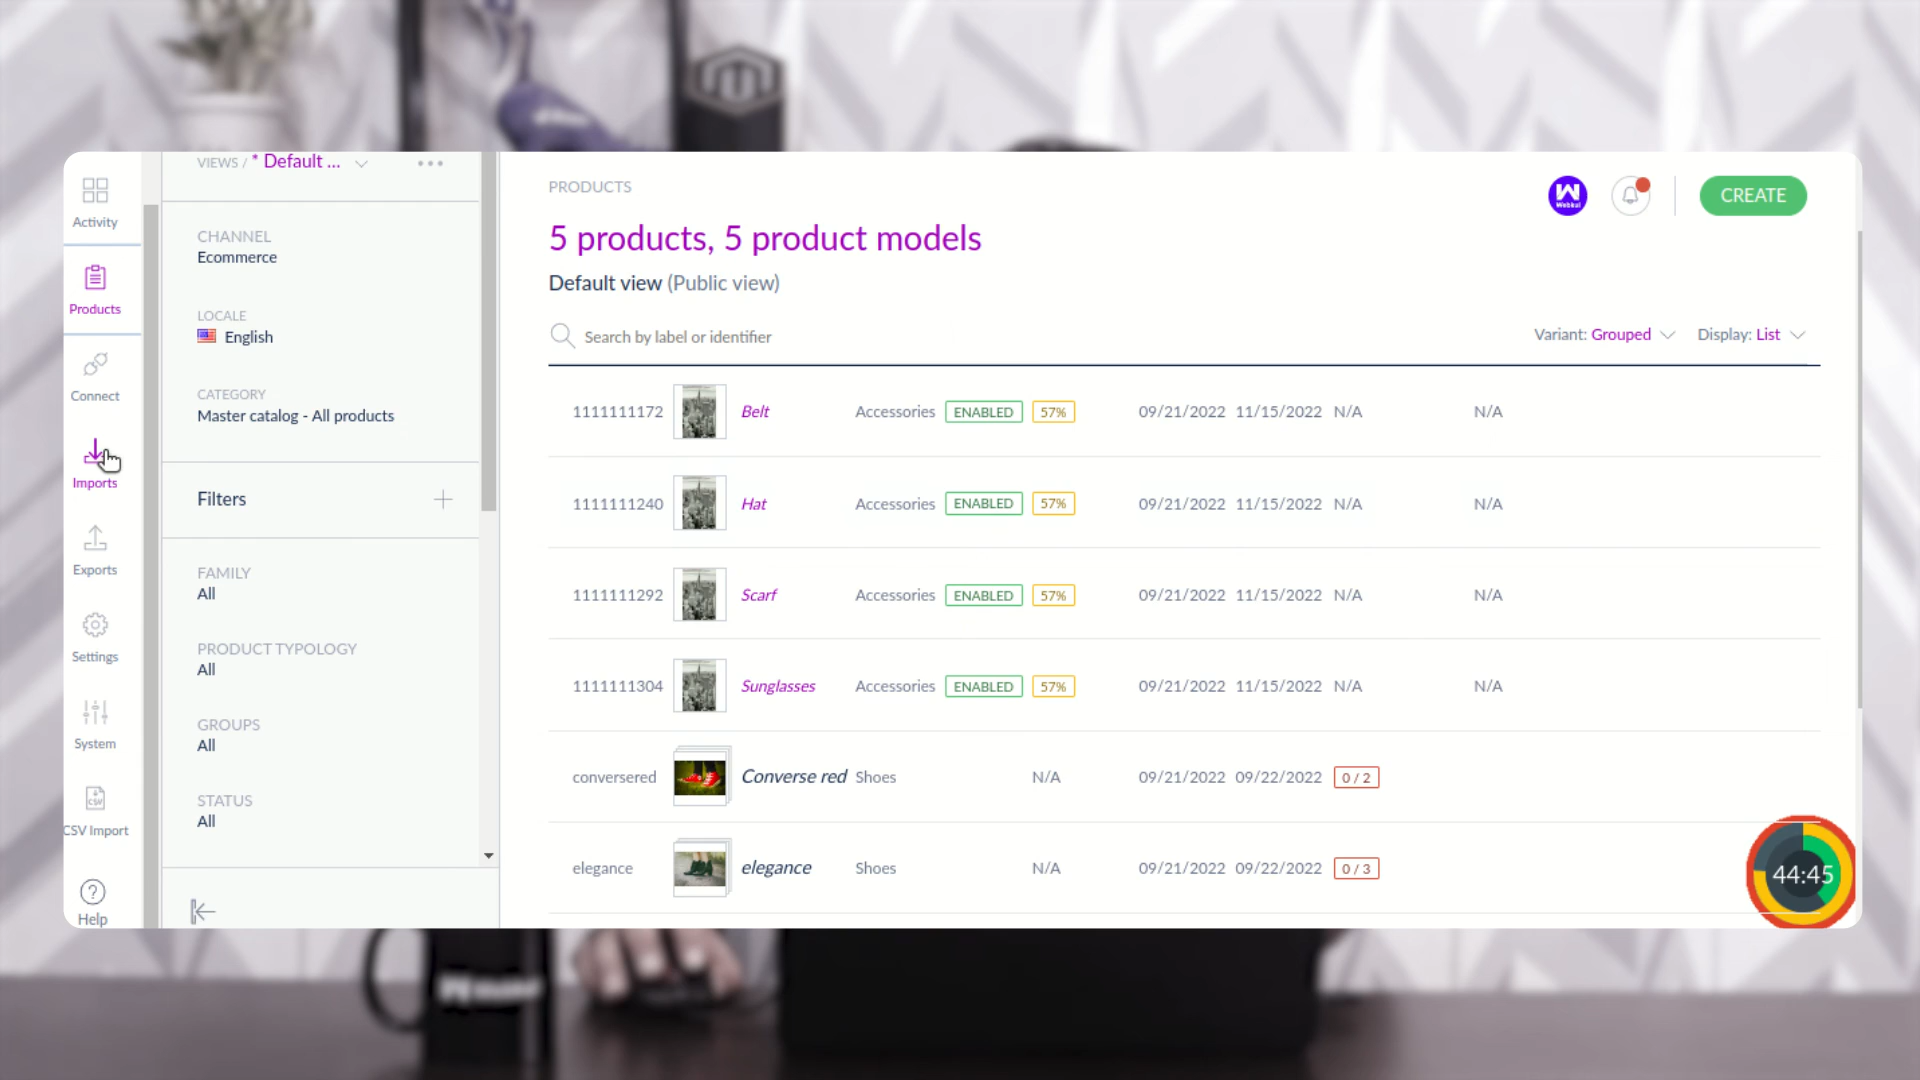 Activity
Products
Connect
Imports
Exports
Settings
System
CSV Import
Help
VIEWS / * Default ...
CHANNEL
Ecommerce
LOCALE
English
CATEGORY
Master catalog - All products
Filters
FAMILY
All
PRODUCT TYPOLOGY
All
GROUPS
All
STATUS
All
PRODUCTS
Webkul
CREATE
5 products, 5 product models
Default view (Public view)
Search by label or identifier
Variant: Grouped Display: List
1111111172 Belt Accessories ENABLED 57% 09/21/2022 11/15/2022 N/A N/A
1111111240 Hat Accessories ENABLED 57% 09/21/2022 11/15/2022 N/A N/A
1111111292 Scarf Accessories ENABLED 57% 09/21/2022 11/15/2022 N/A N/A
1111111304 Sunglasses Accessories ENABLED 57% 09/21/2022 11/15/2022 N/A N/A
conversered Converse red Shoes N/A 09/21/2022 09/22/2022 0 / 2
elegance elegance Shoes N/A 09/21/2022 09/22/2022 0 / 3
44:45